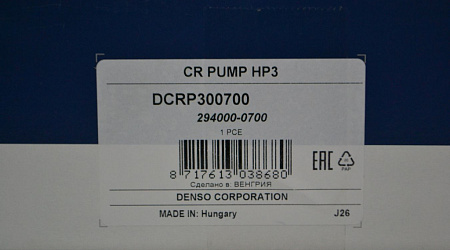 CR PUMP HP3
DCRP300700
294000-0700
1 PCE
EAC
PAP
8 717613 038680
Сделано в: ВЕНГРИЯ
DENSO CORPORATION
MADE IN: Hungary J26